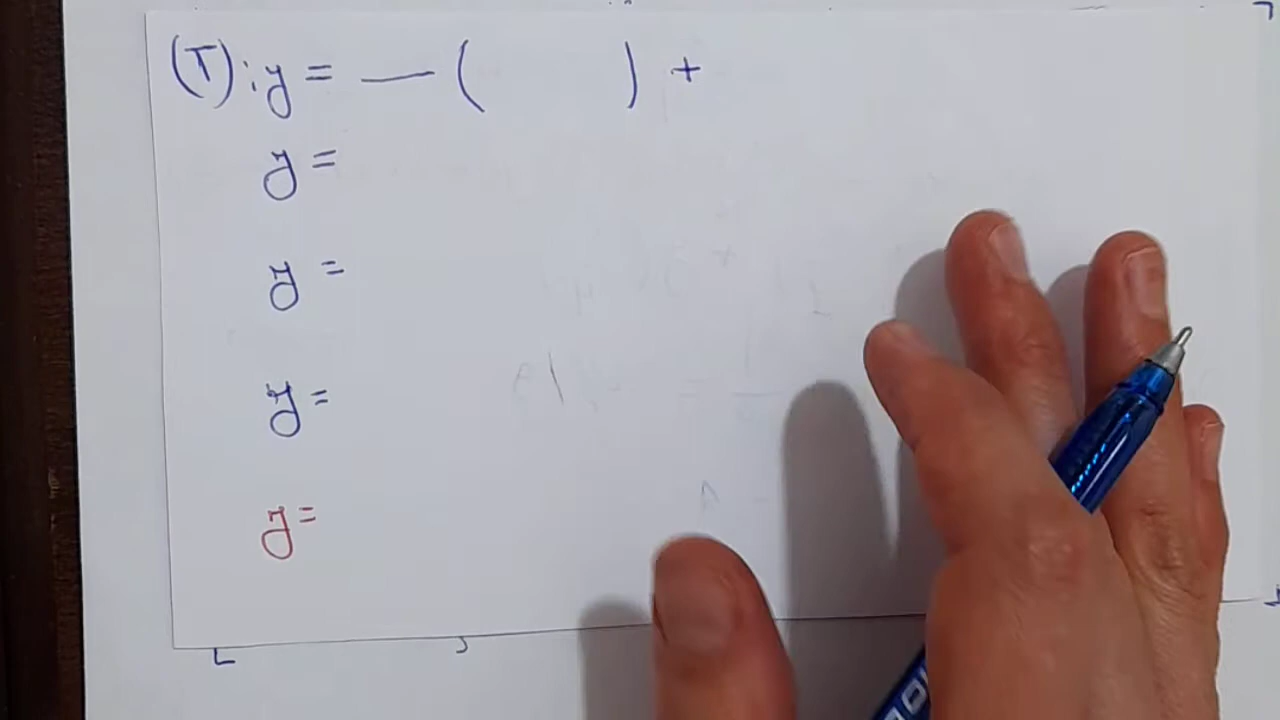 (T): y = — ( ) +
y =
y =
y =
y =